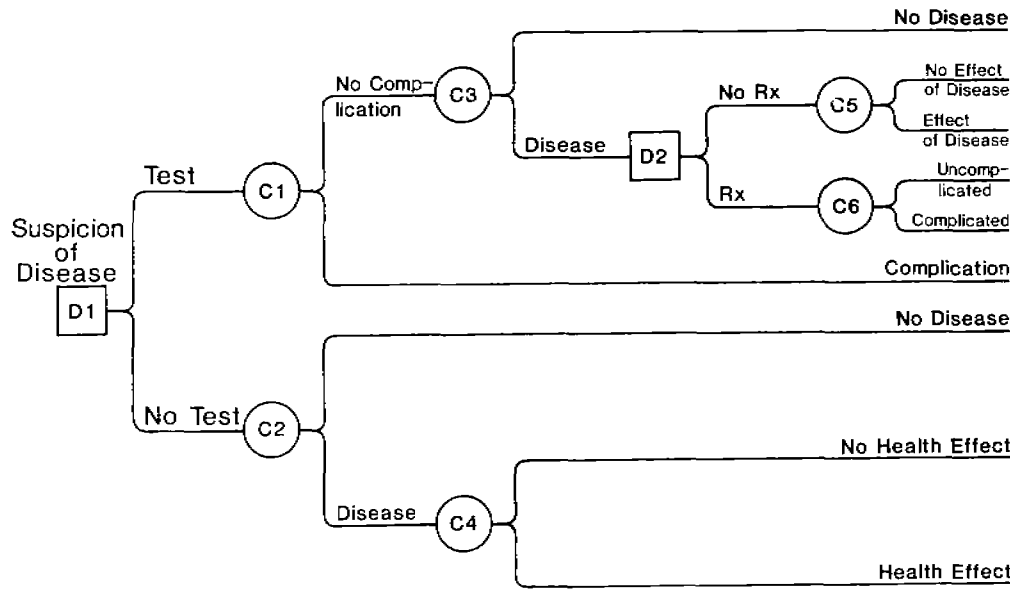 No Disease
No Comp-
lication
C3
No Effect
of Disease
No Rx
C5
Effect
of Disease
Disease
D2
Test
C1
Uncomp-
licated
Rx
C6
Complicated
Suspicion
of
Disease
Complication
D1
No Disease
No Test
C2
No Health Effect
Disease
C4
Health Effect